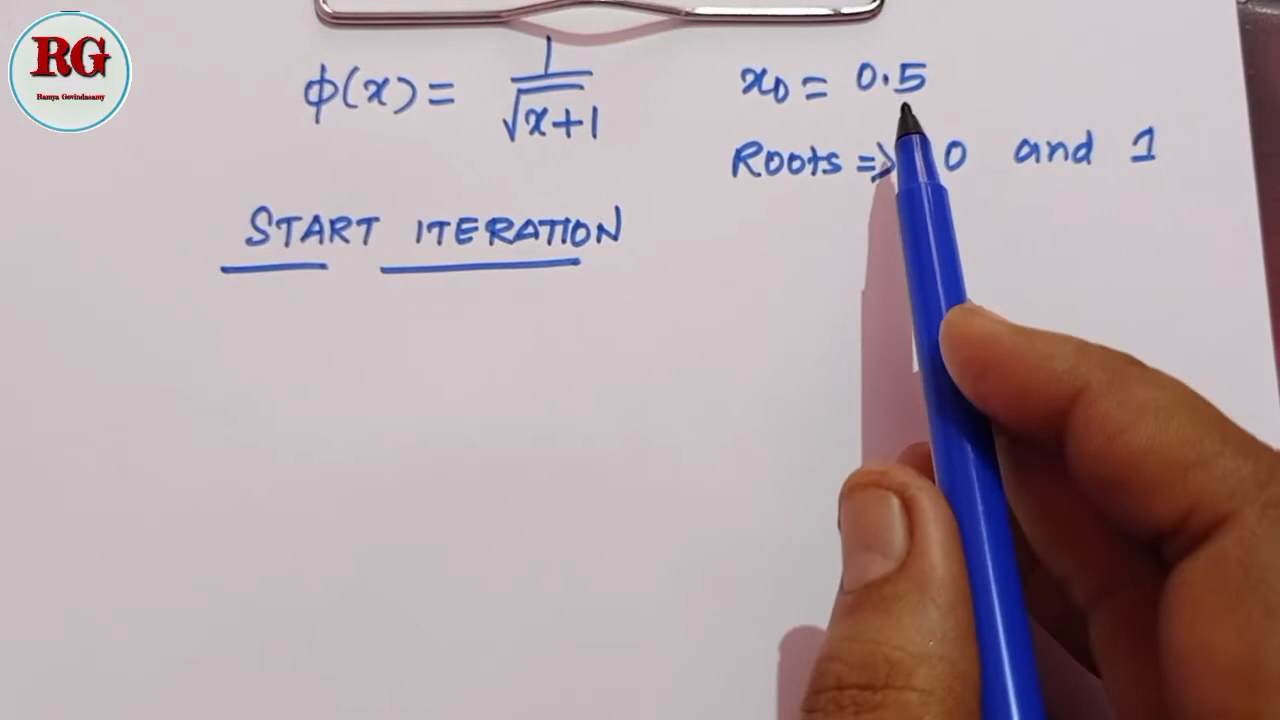 RG
Ramya Govindasamy
φ(x) = 1/√x+1
x0 = 0.5
Roots => 0 and 1
START ITERATION